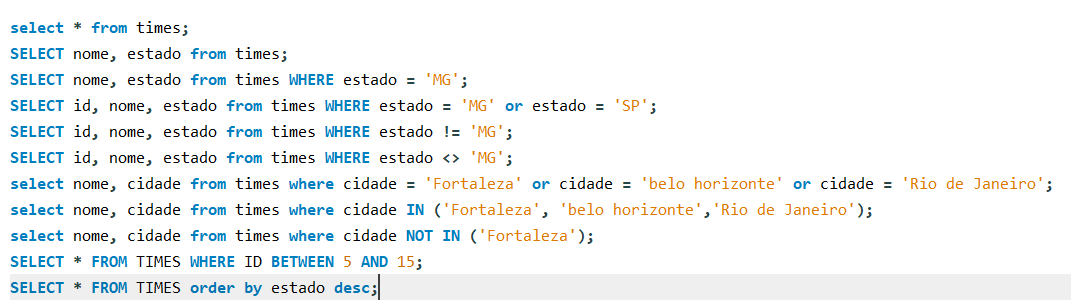 select * from times;
SELECT nome, estado from times;
SELECT nome, estado from times WHERE estado = 'MG';
SELECT id, nome, estado from times WHERE estado = 'MG' or estado = 'SP';
SELECT id, nome, estado from times WHERE estado != 'MG';
SELECT id, nome, estado from times WHERE estado <> 'MG';
select nome, cidade from times where cidade = 'Fortaleza' or cidade = 'belo horizonte' or cidade = 'Rio de Janeiro';
select nome, cidade from times where cidade IN ('Fortaleza', 'belo horizonte','Rio de Janeiro');
select nome, cidade from times where cidade NOT IN ('Fortaleza');
SELECT * FROM TIMES WHERE ID BETWEEN 5 AND 15;
SELECT * FROM TIMES order by estado desc;